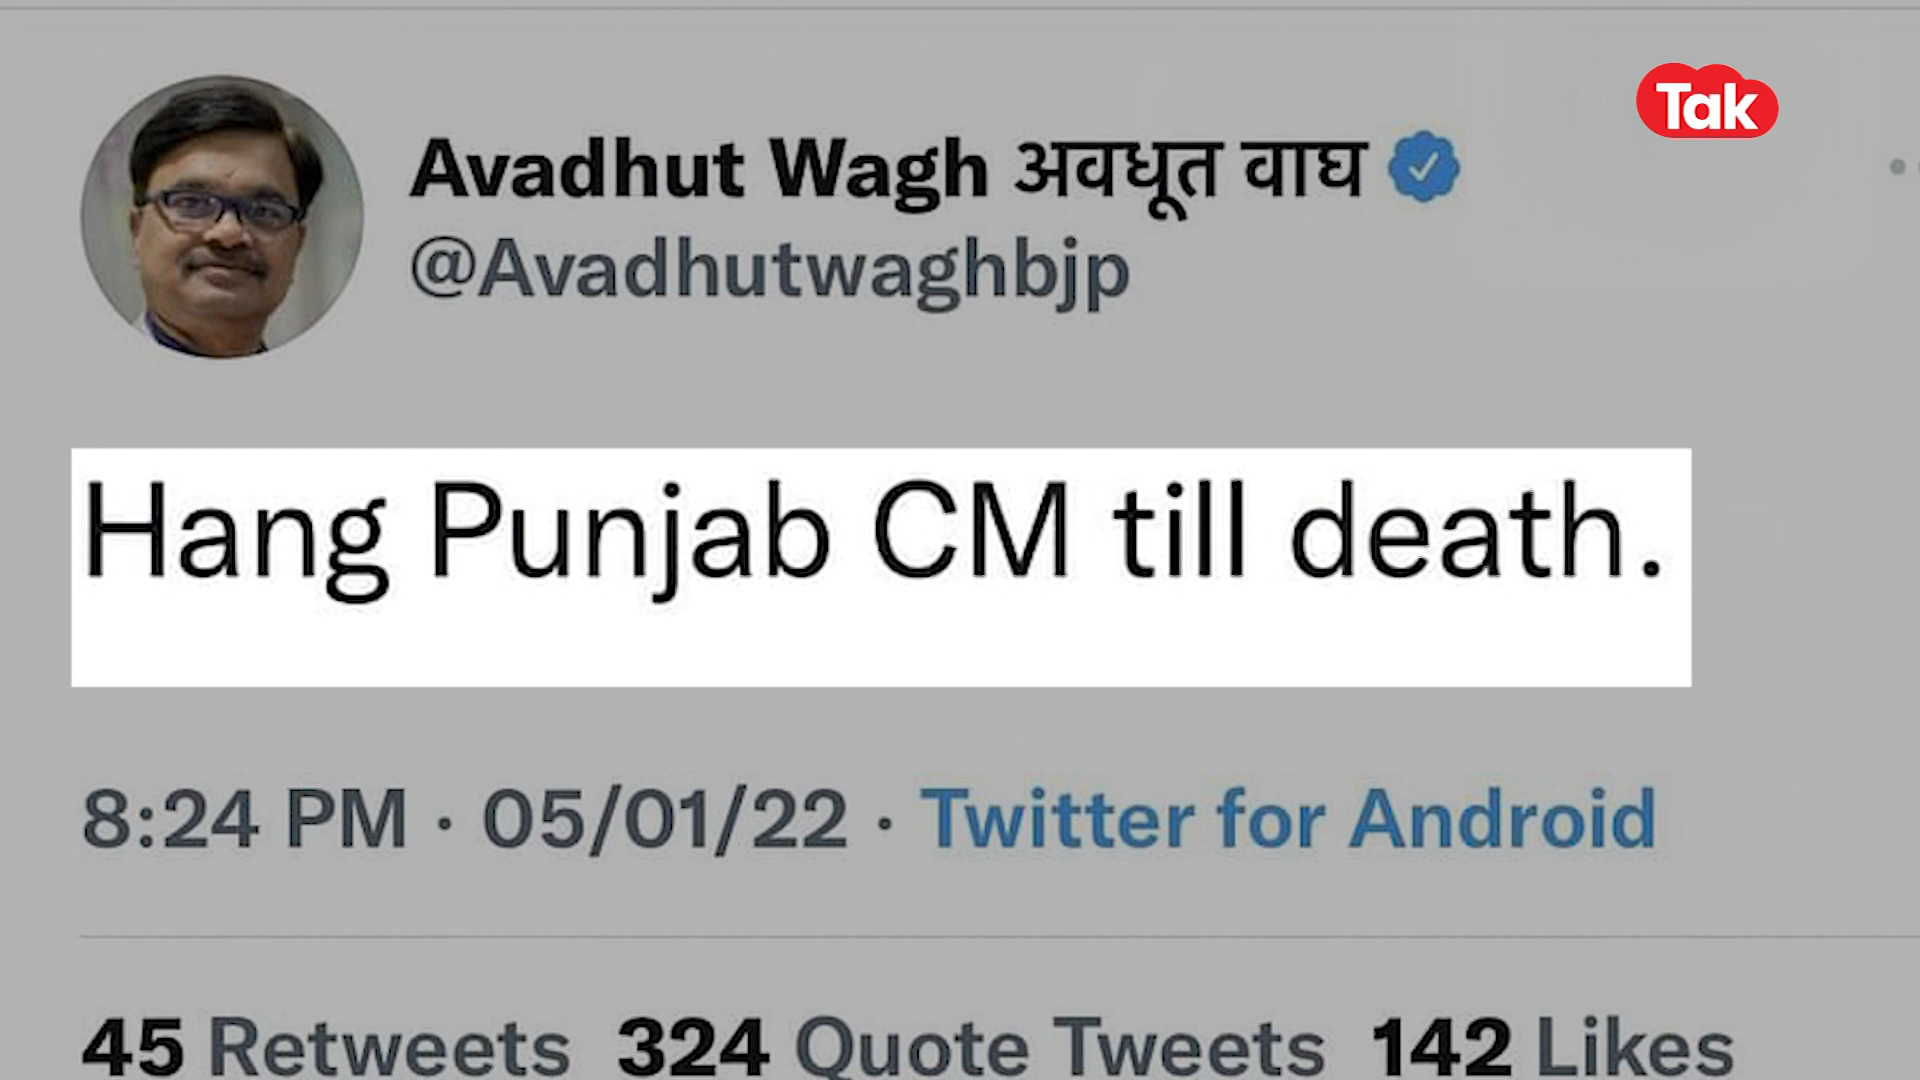 Tak
Avadhut Wagh अवधूत वाघ
@Avadhutwaghbjp
Hang Punjab CM till death.
8:24 PM · 05/01/22 · Twitter for Android
45 Retweets 324 Quote Tweets 142 Likes